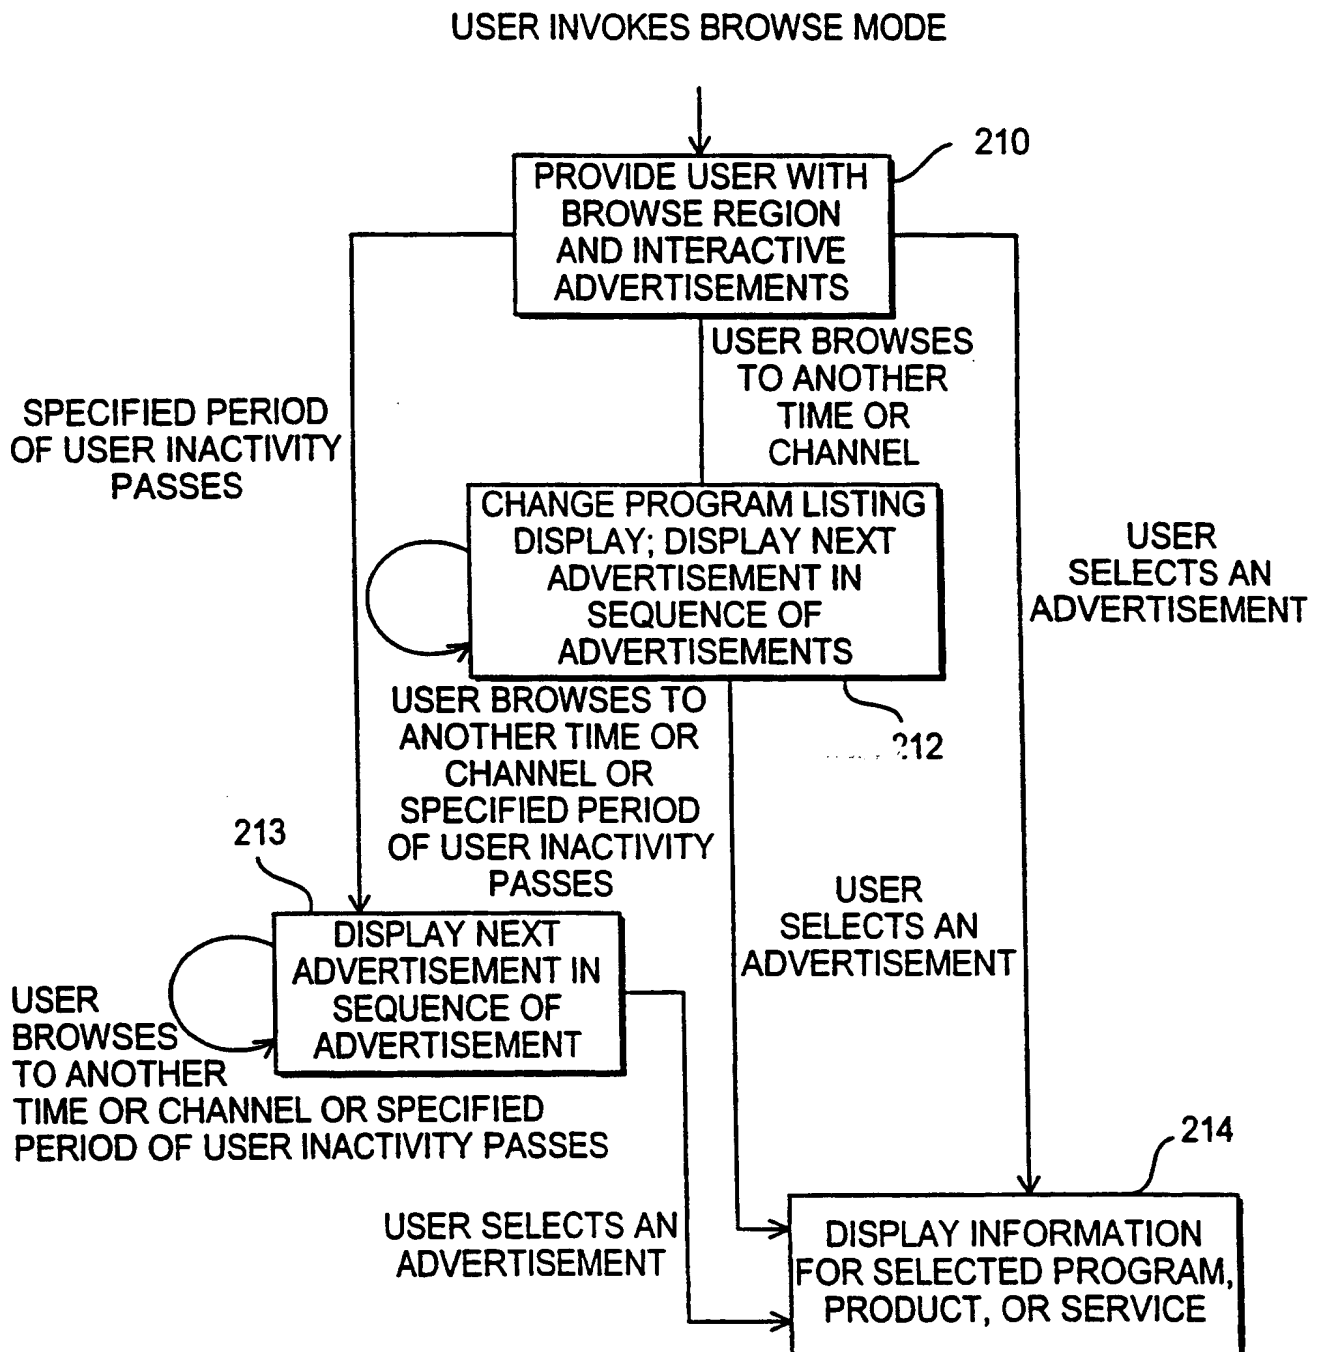 USER INVOKES BROWSE MODE
210
PROVIDE USER WITH
BROWSE REGION
AND INTERACTIVE
ADVERTISEMENTS
USER BROWSES
TO ANOTHER
TIME OR
CHANNEL
SPECIFIED PERIOD
OF USER INACTIVITY
PASSES
CHANGE PROGRAM LISTING
DISPLAY; DISPLAY NEXT
ADVERTISEMENT IN
SEQUENCE OF
ADVERTISEMENTS
USER
SELECTS AN
ADVERTISEMENT
212
USER BROWSES TO
ANOTHER TIME OR
CHANNEL OR
SPECIFIED PERIOD
OF USER INACTIVITY
PASSES
213
DISPLAY NEXT
ADVERTISEMENT IN
SEQUENCE OF
ADVERTISEMENT
USER
SELECTS AN
ADVERTISEMENT
USER
BROWSES
TO ANOTHER
TIME OR CHANNEL OR SPECIFIED
PERIOD OF USER INACTIVITY PASSES
USER SELECTS AN
ADVERTISEMENT
214
DISPLAY INFORMATION
FOR SELECTED PROGRAM,
PRODUCT, OR SERVICE